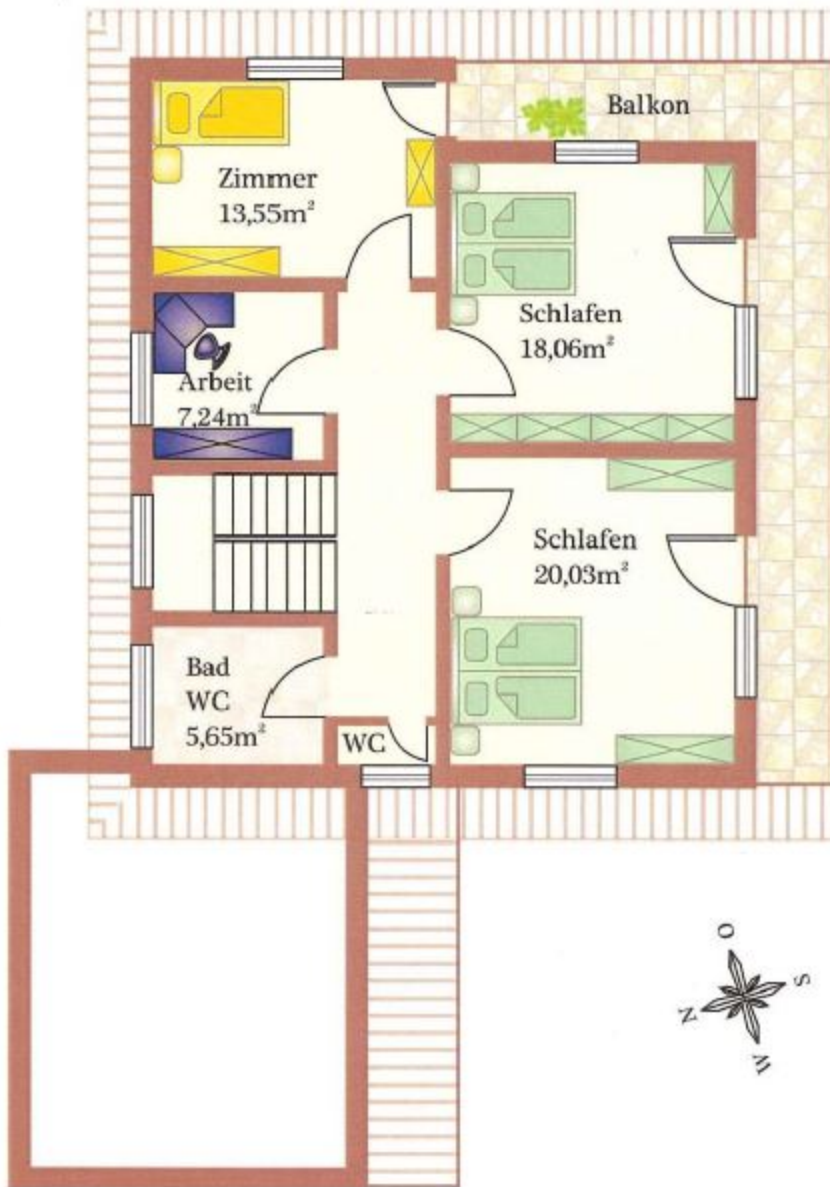 Balkon
Zimmer
13,55m²
Schlafen
18,06m²
Arbeit
7,24m²
Schlafen
20,03m²
Bad
WC
5,65m²
WC
O
S
N
W